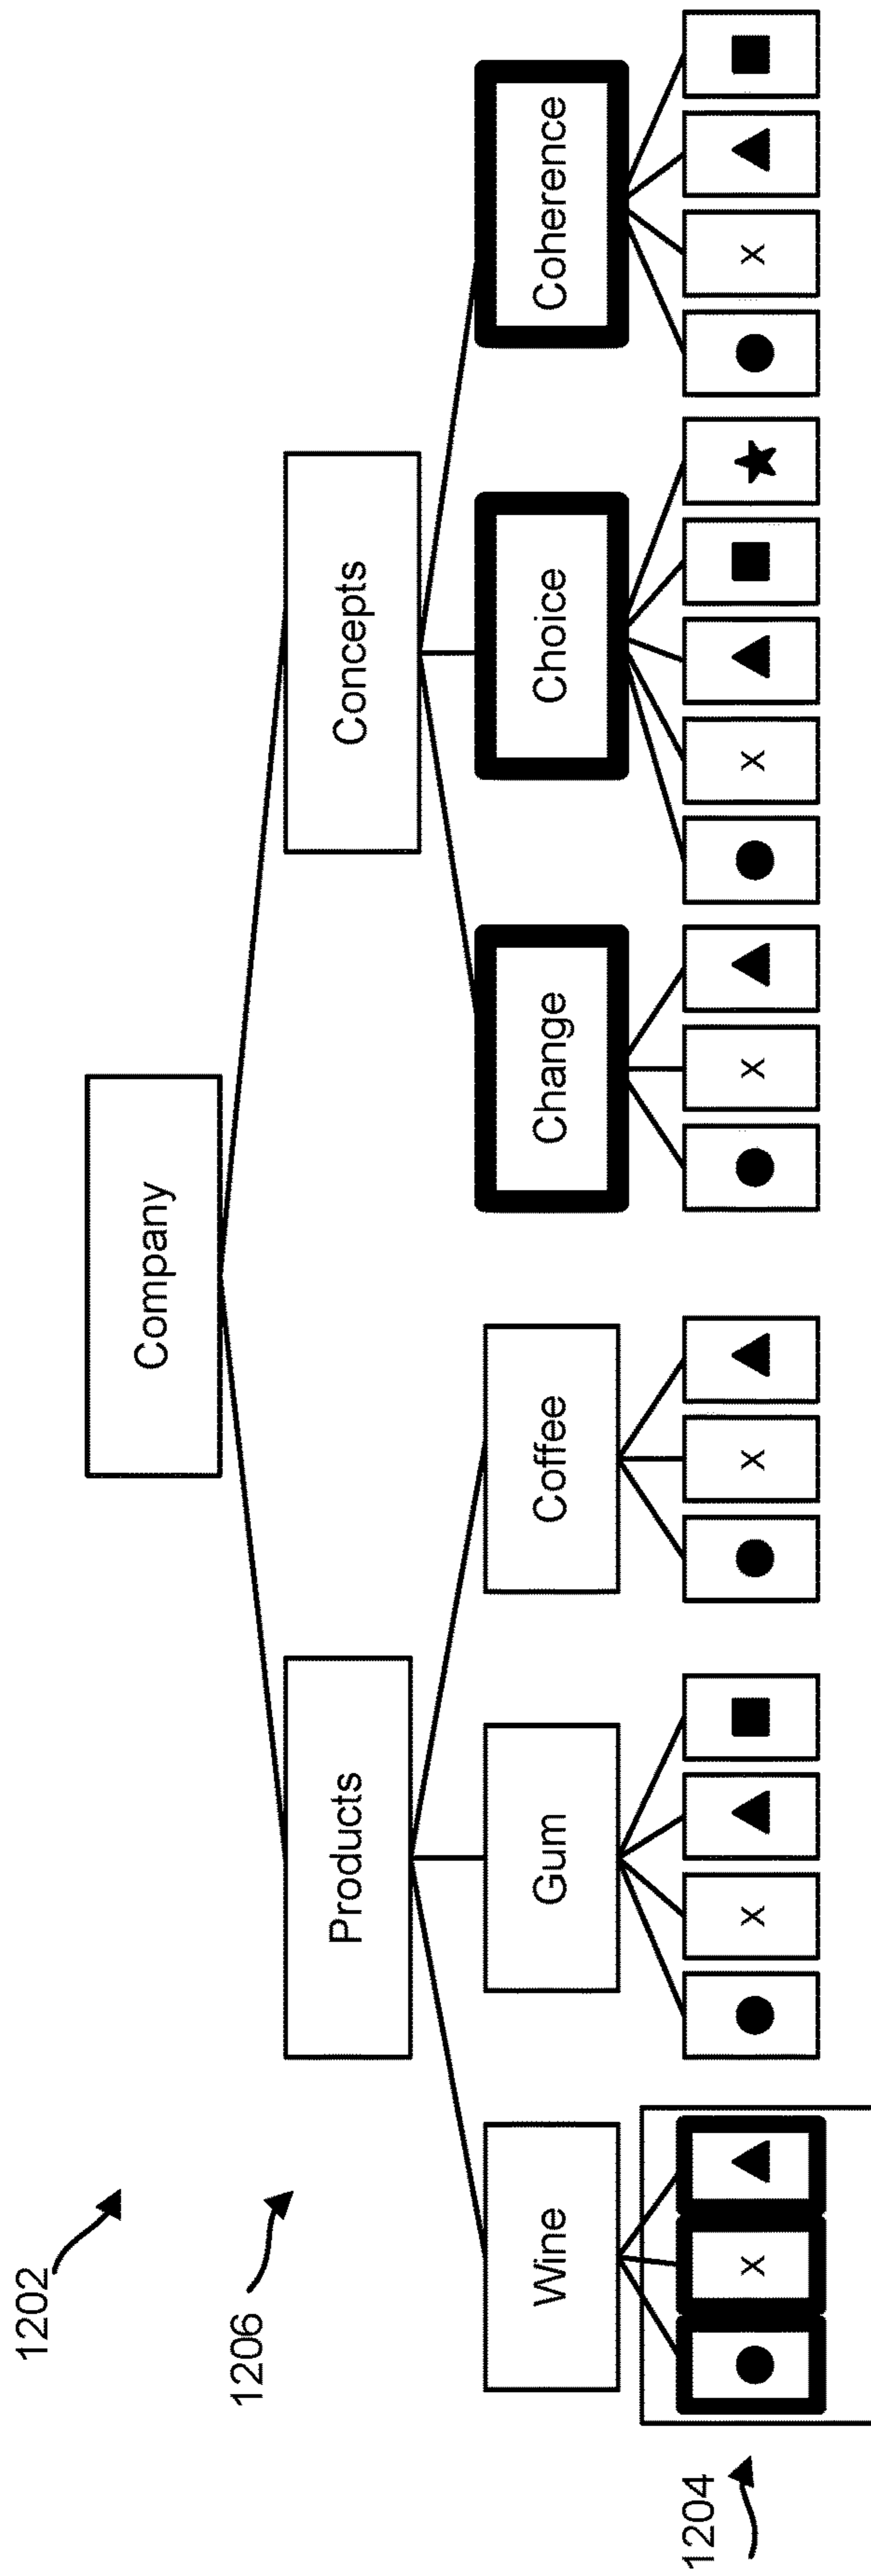 1202
Company
1206
Products
Concepts
Wine
Gum
Coffee
Change
Choice
Coherence
1204
x
x
x
x
x
x